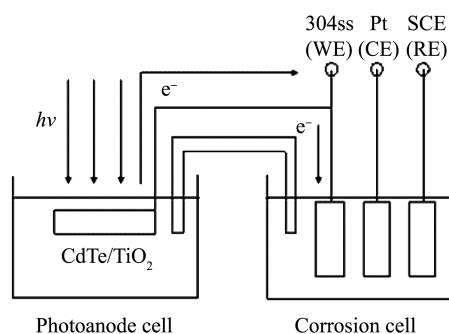 304ss Pt SCE
(WE) (CE) (RE)
e⁻
hv
e⁻
CdTe/TiO₂
Photoanode cell Corrosion cell